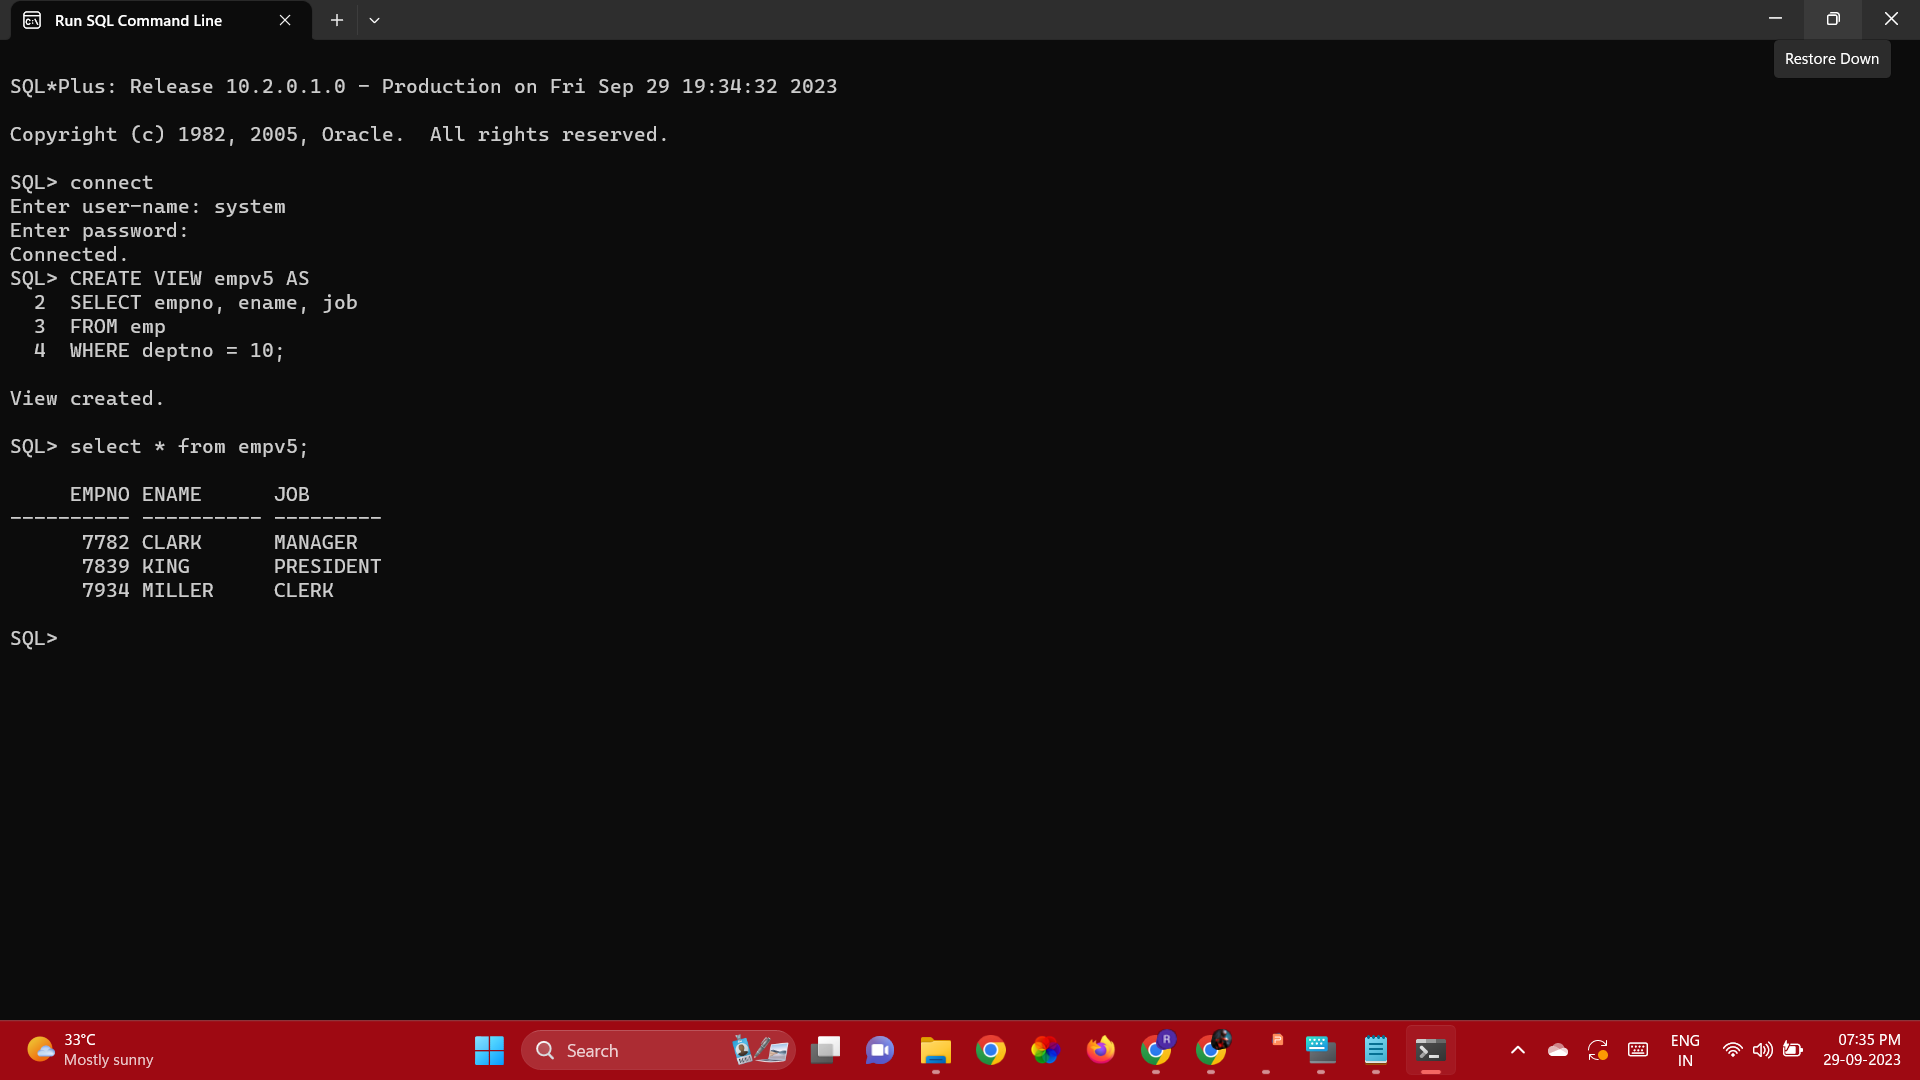 Run SQL Command Line
Restore Down
SQL*Plus: Release 10.2.0.1.0 - Production on Fri Sep 29 19:34:32 2023
Copyright (c) 1982, 2005, Oracle.  All rights reserved.
SQL> connect
Enter user-name: system
Enter password:
Connected.
SQL> CREATE VIEW empv5 AS
  2  SELECT empno, ename, job
  3  FROM emp
  4  WHERE deptno = 10;
View created.
SQL> select * from empv5;
     EMPNO ENAME      JOB
---------- ---------- ---------
      7782 CLARK      MANAGER
      7839 KING       PRESIDENT
      7934 MILLER     CLERK
SQL>
33°C
Mostly sunny
Search
R
ENG
IN
07:35 PM
29-09-2023